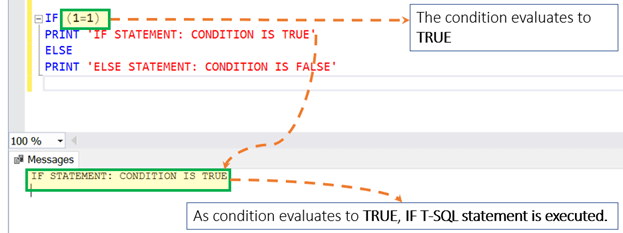 IF (1=1)
PRINT 'IF STATEMENT: CONDITION IS TRUE'
ELSE
PRINT 'ELSE STATEMENT: CONDITION IS FALSE'
The condition evaluates to
TRUE
100 %
Messages
IF STATEMENT: CONDITION IS TRUE
As condition evaluates to TRUE, IF T-SQL statement is executed.